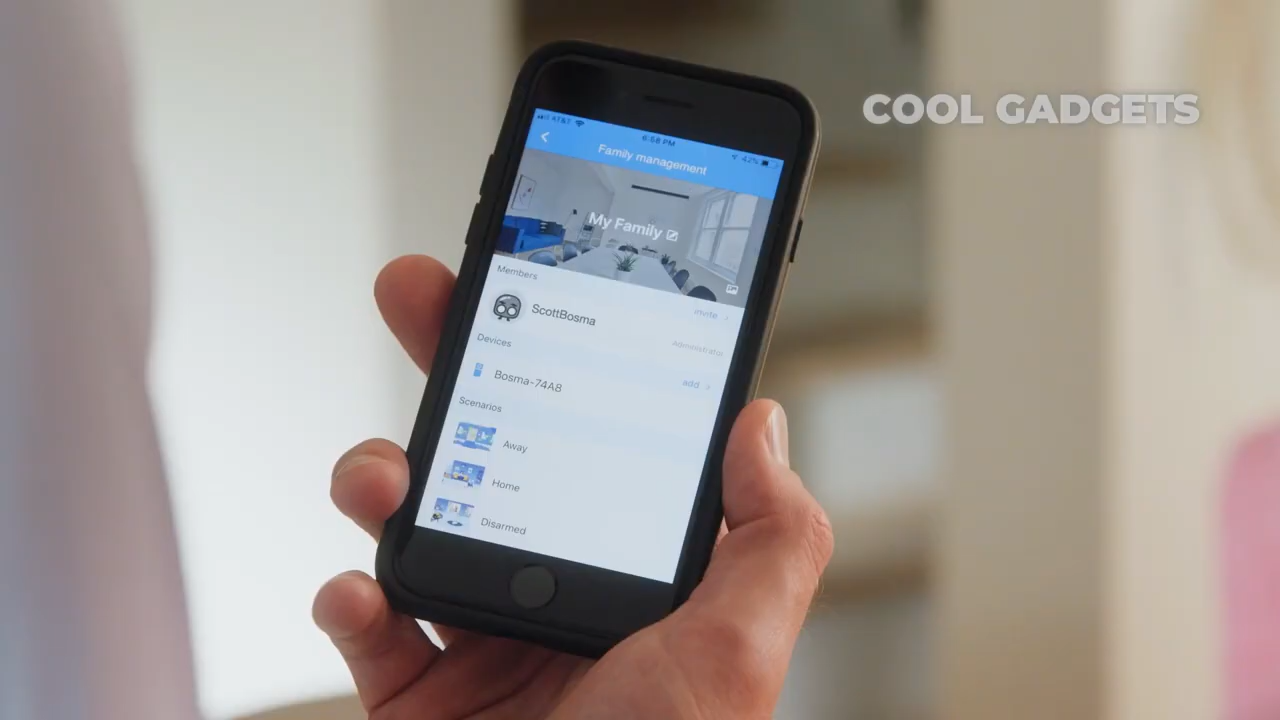 COOL GADGETS
AT&T 6:58 PM 42%
Family management
My Family
Members
ScottBosma invite
Administrator
Devices
Bosma-74A8 add
Scenarios
Away
Home
Disarmed